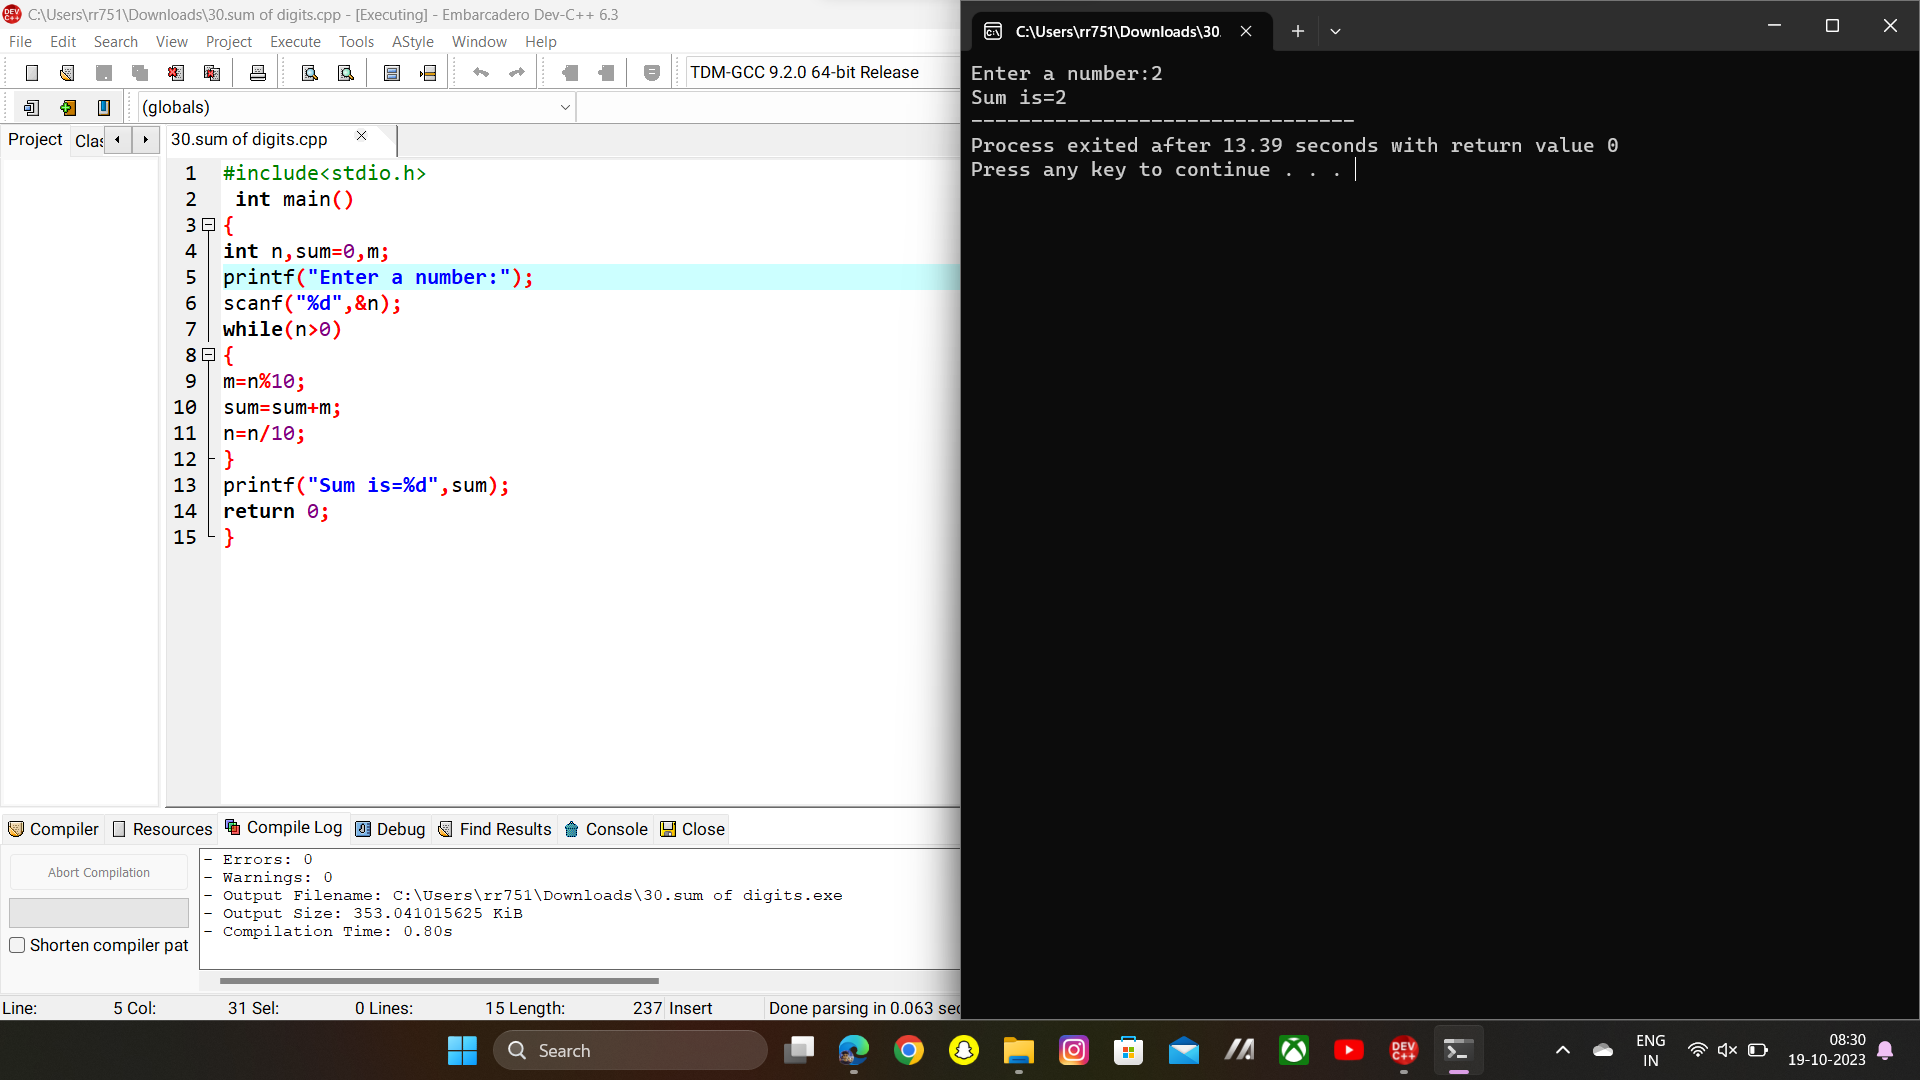 C:\Users\rr751\Downloads\30.sum of digits.cpp - [Executing] - Embarcadero Dev-C++ 6.3
File Edit Search View Project Execute Tools AStyle Window Help
TDM-GCC 9.2.0 64-bit Release
(globals)
Project Clas 30.sum of digits.cpp
1 #include<stdio.h>
2 int main()
3 {
4 int n,sum=0,m;
5 printf("Enter a number:");
6 scanf("%d",&n);
7 while(n>0)
8 {
9 m=n%10;
10 sum=sum+m;
11 n=n/10;
12 }
13 printf("Sum is=%d",sum);
14 return 0;
15 }
Compiler Resources Compile Log Debug Find Results Console Close
Abort Compilation
Shorten compiler pat
- Errors: 0
- Warnings: 0
- Output Filename: C:\Users\rr751\Downloads\30.sum of digits.exe
- Output Size: 353.041015625 KiB
- Compilation Time: 0.80s
Line: 5 Col: 31 Sel: 0 Lines: 15 Length: 237 Insert Done parsing in 0.063 sec
C:\Users\rr751\Downloads\30.
Enter a number:2
Sum is=2
--------------------------------
Process exited after 13.39 seconds with return value 0
Press any key to continue . . .
Search
DEV C++
ENG
IN
08:30
19-10-2023